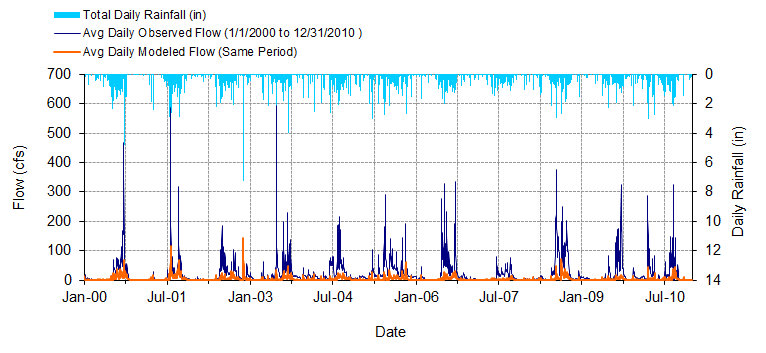 Total Daily Rainfall (in)
Avg Daily Observed Flow (1/1/2000 to 12/31/2010 )
Avg Daily Modeled Flow (Same Period)
700
600
500
400
300
200
100
0
Flow (cfs)
0
2
4
6
8
10
12
14
Daily Rainfall (in)
Jan-00
Jul-01
Jan-03
Jul-04
Jan-06
Jul-07
Jan-09
Jul-10
Date